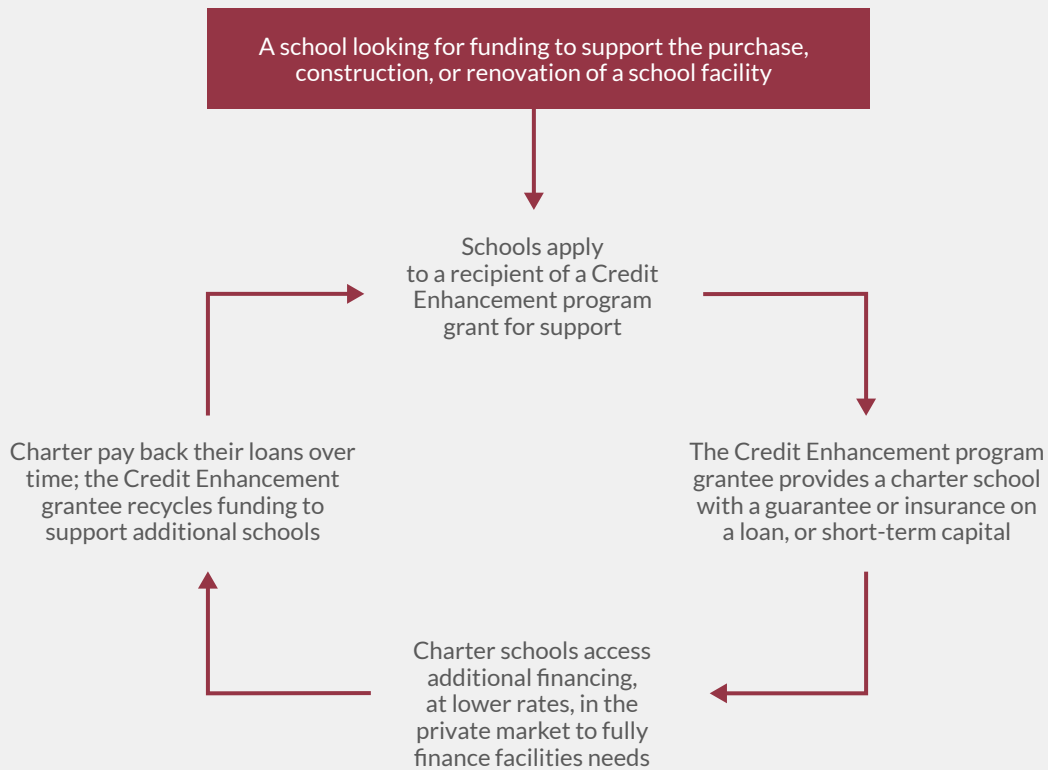 A school looking for funding to support the purchase,
construction, or renovation of a school facility
Schools apply
to a recipient of a Credit
Enhancement program
grant for support
The Credit Enhancement program
grantee provides a charter school
with a guarantee or insurance on
a loan, or short-term capital
Charter schools access
additional financing,
at lower rates, in the
private market to fully
finance facilities needs
Charter pay back their loans over
time; the Credit Enhancement
grantee recycles funding to
support additional schools